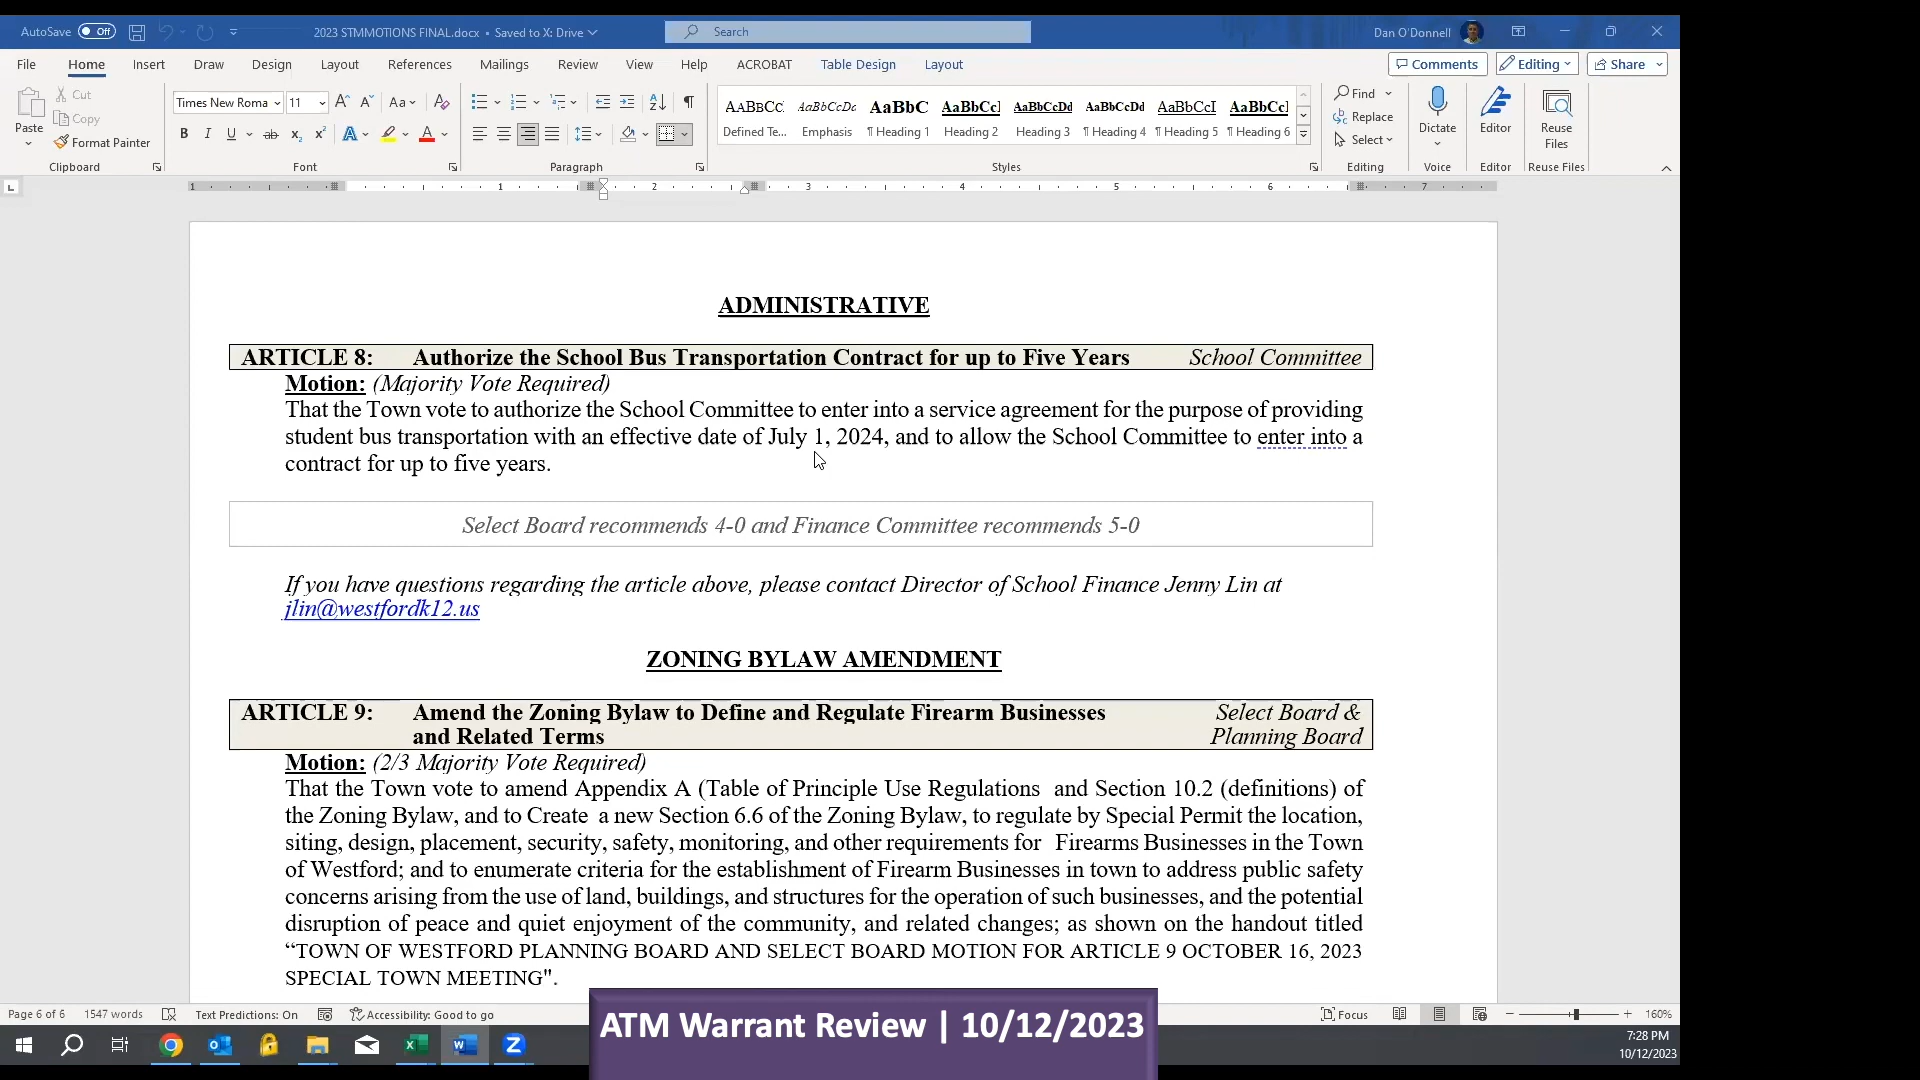 AutoSave Off 2023 STMMOTIONS FINAL.docx • Saved to X: Drive Search Dan O'Donnell
File Home Insert Draw Design Layout References Mailings Review View Help ACROBAT Table Design Layout Comments Editing Share
Paste Cut Copy Format Painter
Clipboard
Times New Roma 11
Font
Paragraph
AaBbCc Defined Te... AaBbCcDc Emphasis AaBbC ¶ Heading 1 AaBbCcl Heading 2 AaBbCcDd Heading 3 AaBbCcDd ¶ Heading 4 AaBbCcI ¶ Heading 5 AaBbCcl ¶ Heading 6
Styles
Find Replace Select
Editing
Dictate
Voice
Editor
Editor
Reuse Files
Reuse Files
1 1 2 3 4 5 6 7
ADMINISTRATIVE
ARTICLE 8: Authorize the School Bus Transportation Contract for up to Five Years School Committee
Motion: (Majority Vote Required)
That the Town vote to authorize the School Committee to enter into a service agreement for the purpose of providing
student bus transportation with an effective date of July 1, 2024, and to allow the School Committee to enter into a
contract for up to five years.
Select Board recommends 4-0 and Finance Committee recommends 5-0
If you have questions regarding the article above, please contact Director of School Finance Jenny Lin at
jlin@westfordk12.us
ZONING BYLAW AMENDMENT
ARTICLE 9: Amend the Zoning Bylaw to Define and Regulate Firearm Businesses Select Board &
and Related Terms Planning Board
Motion: (2/3 Majority Vote Required)
That the Town vote to amend Appendix A (Table of Principle Use Regulations and Section 10.2 (definitions) of
the Zoning Bylaw, and to Create a new Section 6.6 of the Zoning Bylaw, to regulate by Special Permit the location,
siting, design, placement, security, safety, monitoring, and other requirements for Firearms Businesses in the Town
of Westford; and to enumerate criteria for the establishment of Firearm Businesses in town to address public safety
concerns arising from the use of land, buildings, and structures for the operation of such businesses, and the potential
disruption of peace and quiet enjoyment of the community, and related changes; as shown on the handout titled
“TOWN OF WESTFORD PLANNING BOARD AND SELECT BOARD MOTION FOR ARTICLE 9 OCTOBER 16, 2023
SPECIAL TOWN MEETING".
Page 6 of 6 1547 words Text Predictions: On Accessibility: Good to go Focus 160%
ATM Warrant Review | 10/12/2023
7:28 PM
10/12/2023